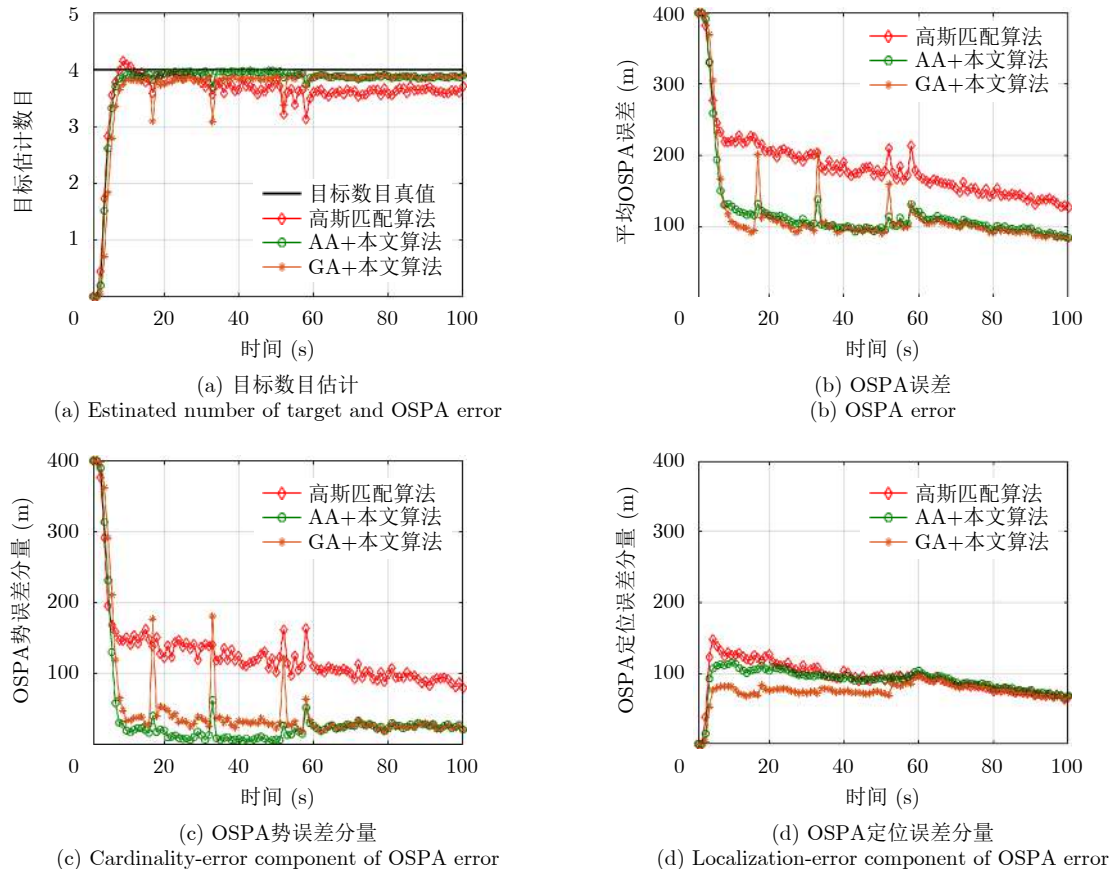 5
4
3
2
1
0
20
40
60
80
100
目标估计数目
时间 (s)
目标数目真值
高斯匹配算法
AA+本文算法
GA+本文算法
(a) 目标数目估计
(a) Estinated number of target and OSPA error
400
300
200
100
0
20
40
60
80
100
平均OSPA误差 (m)
时间 (s)
高斯匹配算法
AA+本文算法
GA+本文算法
(b) OSPA误差
(b) OSPA error
400
300
200
100
0
20
40
60
80
100
OSPA势误差分量 (m)
时间 (s)
高斯匹配算法
AA+本文算法
GA+本文算法
(c) OSPA势误差分量
(c) Cardinality-error component of OSPA error
400
300
200
100
0
20
40
60
80
100
OSPA定位误差分量 (m)
时间 (s)
高斯匹配算法
AA+本文算法
GA+本文算法
(d) OSPA定位误差分量
(d) Localization-error component of OSPA error